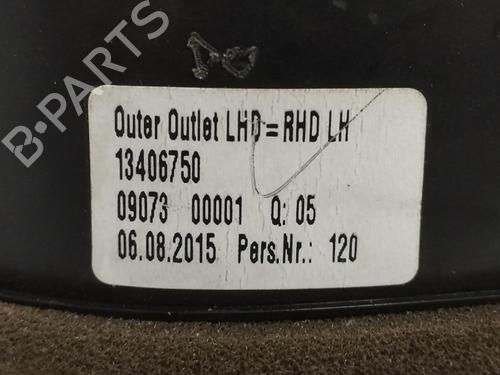 B-PARTS
Outer Outlet LHD=RHD LH
13406750
09073 00001 Q: 05
06.08.2015 Pers.Nr.: 120